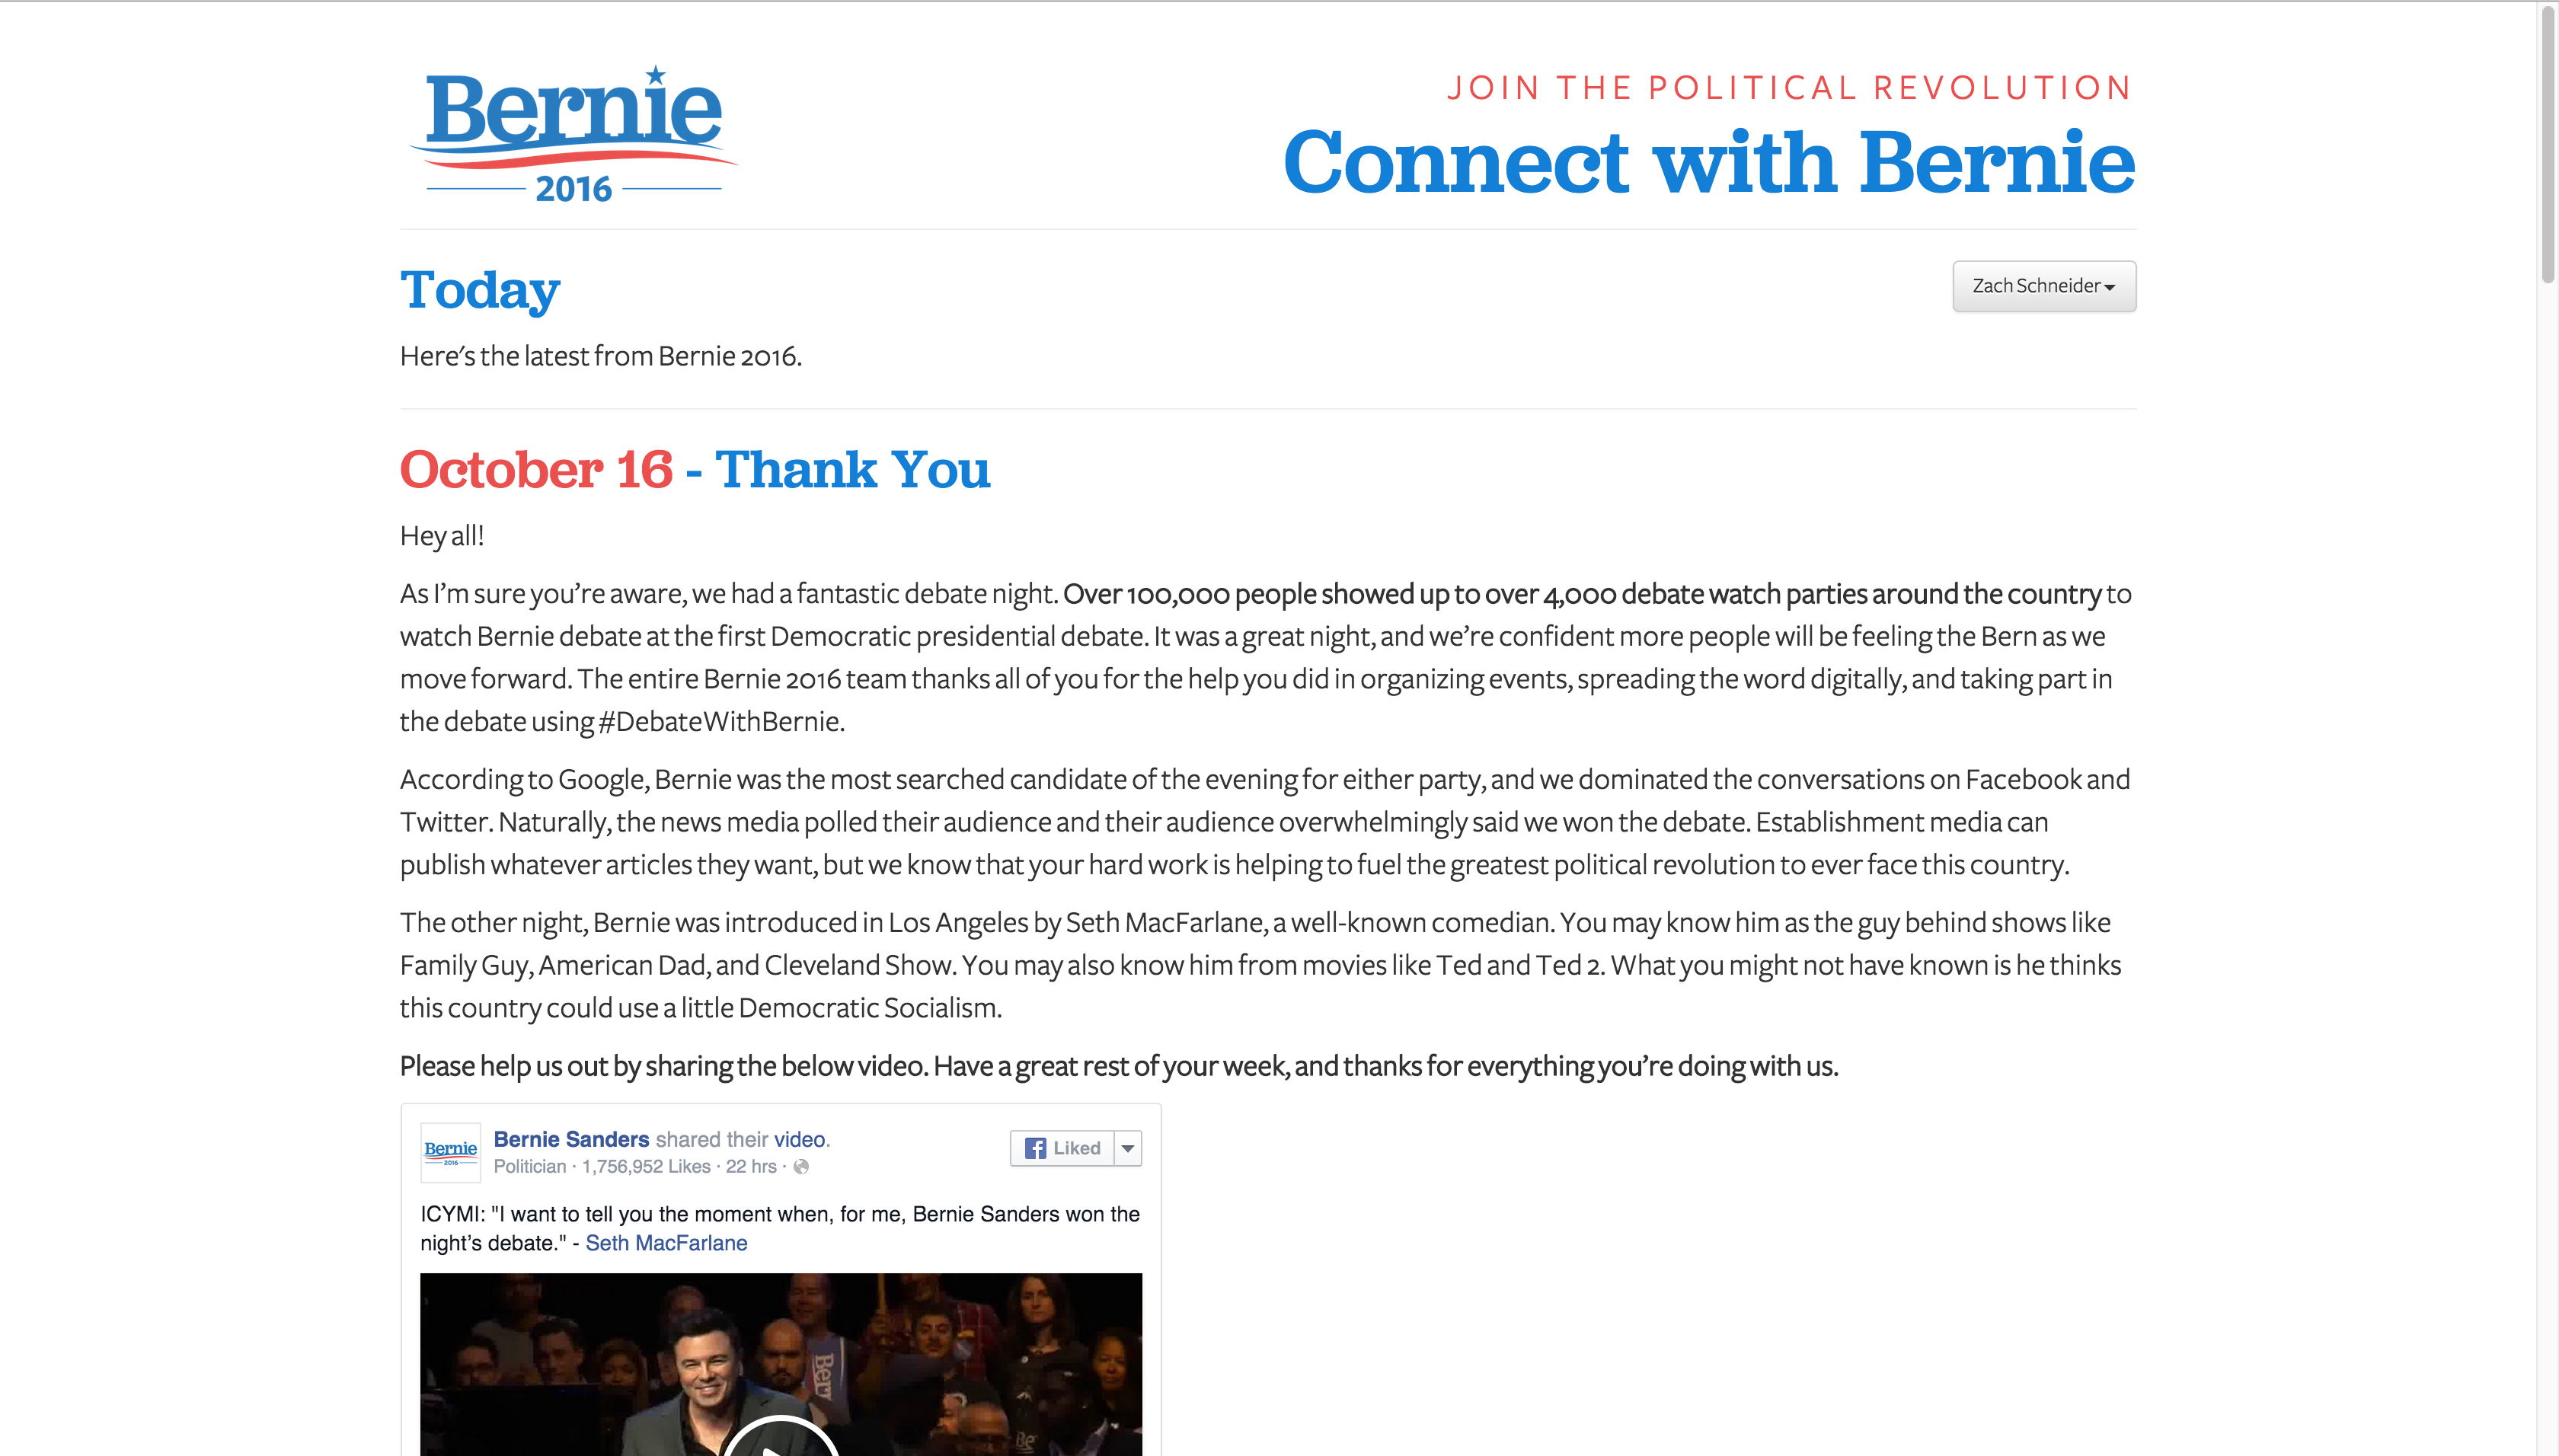 Bernie
2016
JOIN THE POLITICAL REVOLUTION
Connect with Bernie
Today
Zach Schneider
Here's the latest from Bernie 2016.
October 16 - Thank You
Hey all!
As I’m sure you’re aware, we had a fantastic debate night. Over 100,000 people showed up to over 4,000 debate watch parties around the country to
watch Bernie debate at the first Democratic presidential debate. It was a great night, and we’re confident more people will be feeling the Bern as we
move forward. The entire Bernie 2016 team thanks all of you for the help you did in organizing events, spreading the word digitally, and taking part in
the debate using #DebateWithBernie.
According to Google, Bernie was the most searched candidate of the evening for either party, and we dominated the conversations on Facebook and
Twitter. Naturally, the news media polled their audience and their audience overwhelmingly said we won the debate. Establishment media can
publish whatever articles they want, but we know that your hard work is helping to fuel the greatest political revolution to ever face this country.
The other night, Bernie was introduced in Los Angeles by Seth MacFarlane, a well-known comedian. You may know him as the guy behind shows like
Family Guy, American Dad, and Cleveland Show. You may also know him from movies like Ted and Ted 2. What you might not have known is he thinks
this country could use a little Democratic Socialism.
Please help us out by sharing the below video. Have a great rest of your week, and thanks for everything you’re doing with us.
Bernie
2016
Bernie Sanders shared their video.
Politician · 1,756,952 Likes · 22 hrs ·
Liked
ICYMI: "I want to tell you the moment when, for me, Bernie Sanders won the
night’s debate." - Seth MacFarlane
Bern
Be